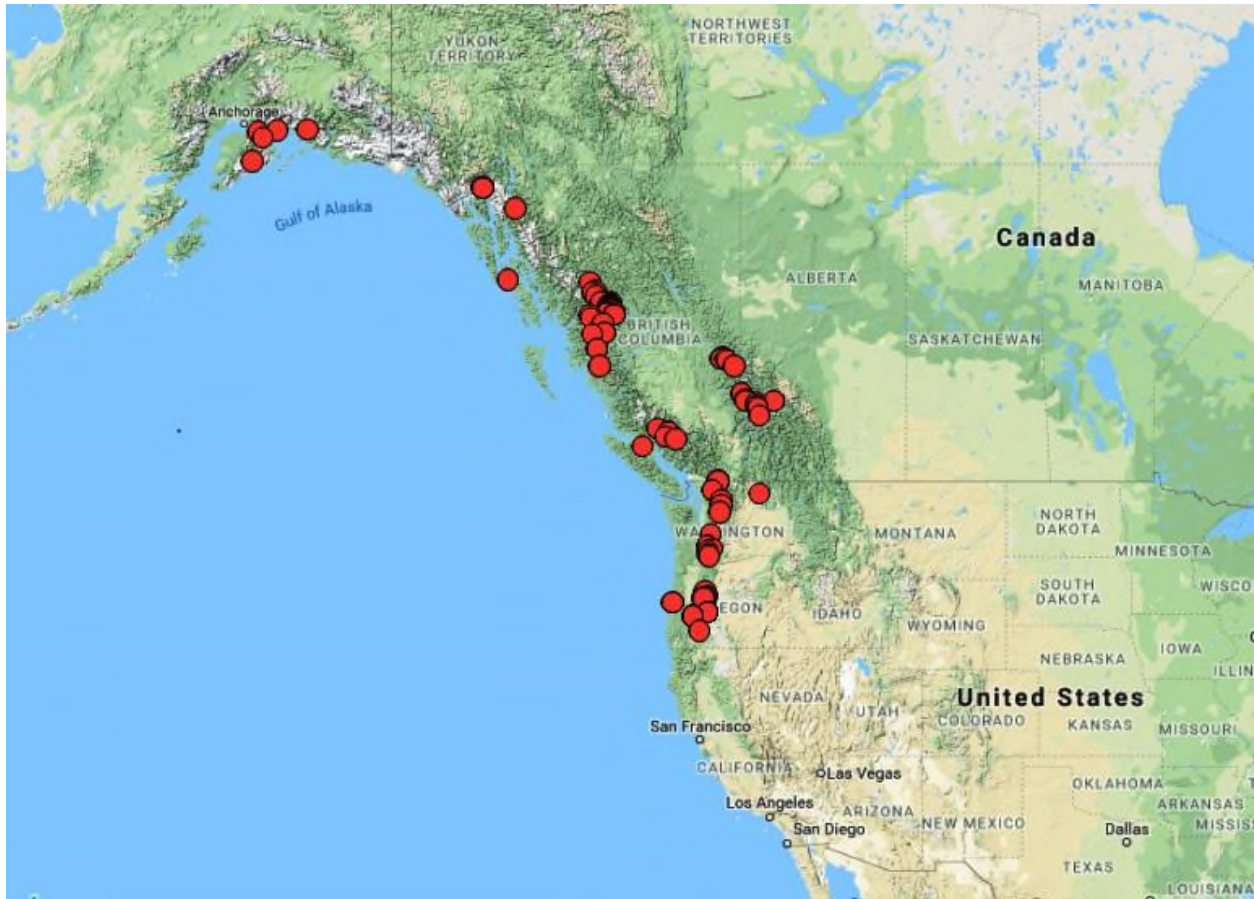 NORTHWEST
TERRITORIES
YUKON
TERRITORY
Anchorage
Gulf of Alaska
Canada
ALBERTA
MANITOBA
BRITISH
COLUMBIA
SASKATCHEWAN
WASHINGTON
MONTANA
NORTH
DAKOTA
MINNESOTA
SOUTH
DAKOTA
WISCO
EGON
IDAHO
WYOMING
IOWA
NEBRASKA
ILLIN
NEVADA
United States
UTAH
COLORADO
KANSAS
MISSOURI
San Francisco
CALIFORNIA
Las Vegas
OKLAHOMA
Los Angeles
ARIZONA
NEW MEXICO
ARKANSAS
MISSIS
San Diego
Dallas
TEXAS
LOUISIANA